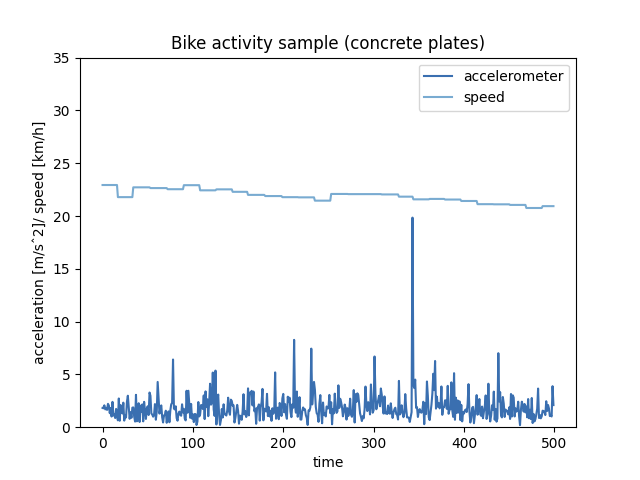 Bike activity sample (concrete plates)
accelerometer
speed
acceleration [m/sˆ2]/ speed [km/h]
35
30
25
20
15
10
5
0
0 100 200 300 400 500
time